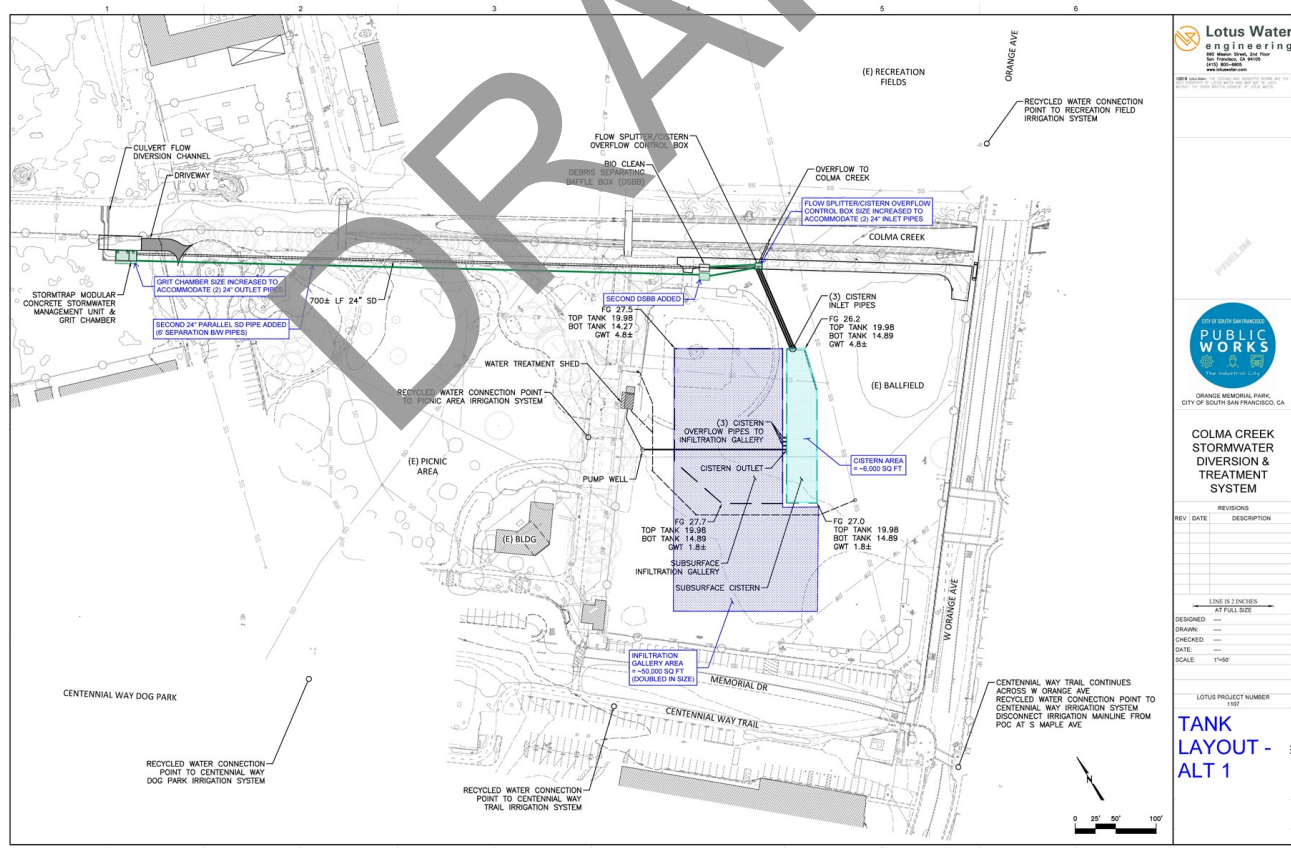 1 2 3 4 5 6
DRA
(E) RECREATION
FIELDS
ORANGE AVE
RECYCLED WATER CONNECTION
POINT TO RECREATION FIELD
IRRIGATION SYSTEM
CULVERT FLOW
DIVERSION CHANNEL
DRIVEWAY
FLOW SPLITTER/CISTERN
OVERFLOW CONTROL BOX
BIO CLEAN
DEBRIS SEPARATING
BAFFLE BOX (DSBB)
OVERFLOW TO
COLMA CREEK
FLOW SPLITTER/CISTERN OVERFLOW
CONTROL BOX SIZE INCREASED TO
ACCOMMODATE (2) 24" INLET PIPES
COLMA CREEK
STORMTRAP MODULAR
CONCRETE STORMWATER
MANAGEMENT UNIT &
GRIT CHAMBER
GRIT CHAMBER SIZE INCREASED TO
ACCOMMODATE (2) 24" OUTLET PIPES
700± LF 24" SD
SECOND 24" PARALLEL SD PIPE ADDED
(6' SEPARATION B/W PIPES)
SECOND DSBB ADDED
FG 27.5
TOP TANK 19.98
BOT TANK 14.27
GWT 4.8±
(3) CISTERN
INLET PIPES
FG 26.2
TOP TANK 19.98
BOT TANK 14.89
GWT 4.8±
WATER TREATMENT SHED
RECYCLED WATER CONNECTION POINT
TO PICNIC AREA IRRIGATION SYSTEM
(E) BALLFIELD
(3) CISTERN
OVERFLOW PIPES TO
INFILTRATION GALLERY
(E) PICNIC
AREA
CISTERN OUTLET
CISTERN AREA
= ~6,000 SQ FT
PUMP WELL
FG 27.7
TOP TANK 19.98
BOT TANK 14.89
GWT 1.8±
FG 27.0
TOP TANK 19.98
BOT TANK 14.89
GWT 1.8±
(E) BLDG
SUBSURFACE
INFILTRATION GALLERY
SUBSURFACE CISTERN
W ORANGE AVE
INFILTRATION
GALLERY AREA
= ~50,000 SQ FT
(DOUBLED IN SIZE)
MEMORIAL DR
CENTENNIAL WAY TRAIL
CENTENNIAL WAY DOG PARK
CENTENNIAL WAY TRAIL CONTINUES
ACROSS W ORANGE AVE
RECYCLED WATER CONNECTION POINT TO
CENTENNIAL WAY IRRIGATION SYSTEM
DISCONNECT IRRIGATION MAINLINE FROM
POC AT S MAPLE AVE
RECYCLED WATER CONNECTION
POINT TO CENTENNIAL WAY
DOG PARK IRRIGATION SYSTEM
RECYCLED WATER CONNECTION
POINT TO CENTENNIAL WAY
TRAIL IRRIGATION SYSTEM
N
0 25' 50' 100'
Lotus Water
engineering
660 Mission Street, 2nd Floor
San Francisco, CA 94105
(415) 800-6805
www.lotuswater.com
PRELIM
CITY OF SOUTH SAN FRANCISCO
PUBLIC
WORKS
The Industrial City
ORANGE MEMORIAL PARK,
CITY OF SOUTH SAN FRANCISCO, CA
COLMA CREEK
STORMWATER
DIVERSION &
TREATMENT
SYSTEM
REVISIONS
REV DATE DESCRIPTION
LINE IS 2 INCHES
AT FULL SIZE
DESIGNED: —
DRAWN: —
CHECKED: —
DATE: —
SCALE: 1"=50'
LOTUS PROJECT NUMBER
1107
TANK
LAYOUT -
ALT 1